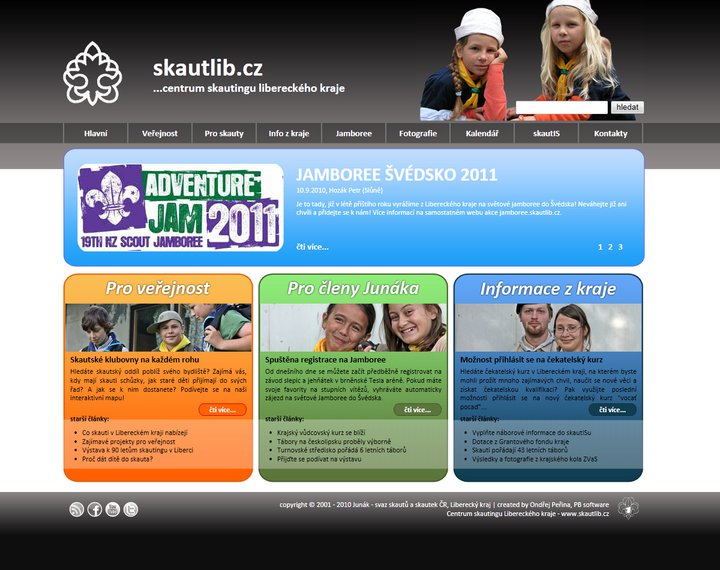 skautlib.cz
...centrum skautingu libereckého kraje
hledat
Hlavní
Veřejnost
Pro skauty
Info z kraje
Jamboree
Fotografie
Kalendář
skautIS
Kontakty
ADVENTURE
JAM 2011
19TH NZ SCOUT JAMBOREE
JAMBOREE ŠVÉDSKO 2011
10.9.2010, Hozák Petr (Slůně)
Je to tady, již v létě příštího roku vyrážíme z Libereckého kraje na světové jamboree do Švédska! Neváhejte již ani
chvíli a přidejte se k nám! Více informací na samostatném webu akce jamboree.skautlib.cz.
čti více...
1 2 3
Pro veřejnost
Skautské klubovny na každém rohu
Hledáte skautský oddíl poblíž svého bydliště? Zajímá vás,
kdy mají skauti schůzky, jak staré děti přijímají do svých
řad? A jak se k nim dostanete? Podívejte se na naši
interaktivní mapu!
čti více...
starší články:
Co skauti v Libereckém kraji nabízejí
Zajímavé projekty pro veřejnost
Výstava k 90 letům skautingu v Liberci
Proč dát dítě do skauta?
Pro členy Junáka
Spuštěna registrace na Jamboree
Od dnešního dne se můžete začít předběžně registrovat na
závod slepic a jehňátek v brněnské Tesla aréně. Pokud máte
svoje favority na stupních vítězů, vyhráváte automaticky
zájezd na světové Jamboree do Švédska.
čti více...
starší články:
Krajský vůdcovský kurz se blíží
Tábory na českolipsku proběly výborně
Turnovské středisko pořádá 6 letních táborů
Přijďte se podívat na výstavu
Informace z kraje
Možnost přihlásit se na čekatelský kurz
Hledáte čekatelský kurz v Libereckém kraji, na kterém byste
mohli prožít mnoho zajímavých chvil, naučit se nové věci a
získat čekatelskou kvalifikaci? Pak využijte poslední
možnosti přihlásit se na nový čekatelský kurz "vocať
pocaď"...
čti více...
starší články:
Vyplňte náborové informace do skautISu
Dotace z Grantového fondu kraje
Skauti pořádají 43 letních táborů
Výsledky a fotografie z krajského kola ZVaS
copyright © 2001 - 2010 Junák - svaz skautů a skautek ČR, Liberecký kraj | created by Ondřej Peřina, PB software
Centrum skautingu Libereckého kraje - www.skautlib.cz